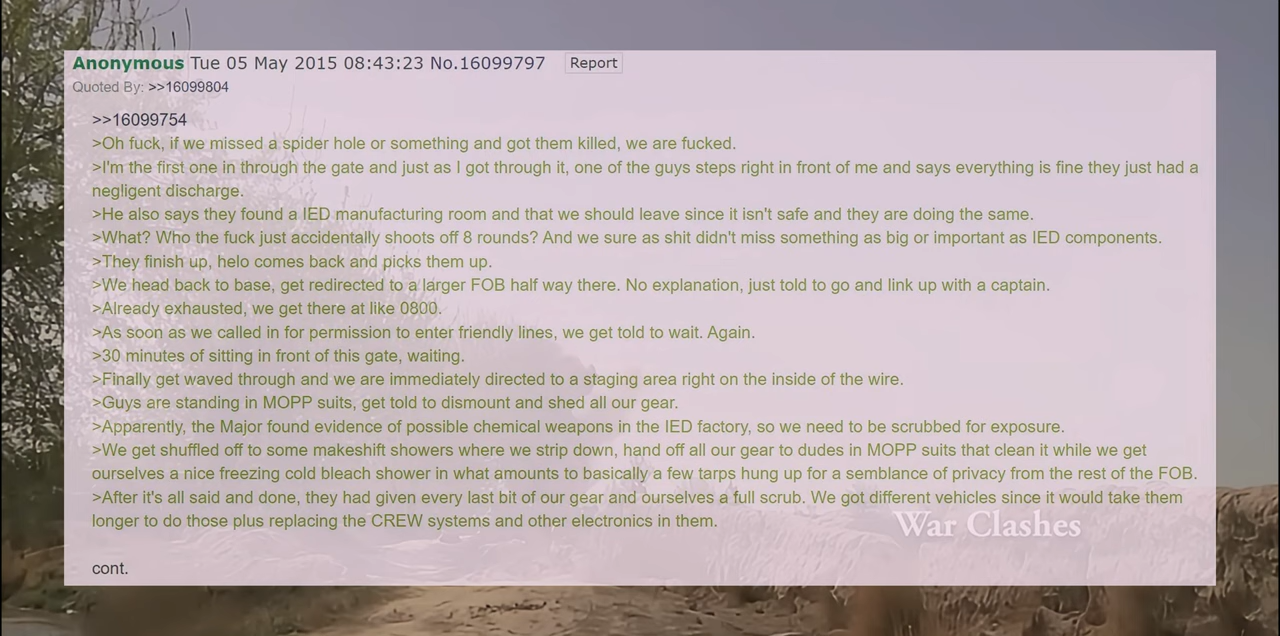 Anonymous Tue 05 May 2015 08:43:23 No.16099797 Report
Quoted By: >>16099804
>>16099754
>Oh fuck, if we missed a spider hole or something and got them killed, we are fucked.
>I'm the first one in through the gate and just as I got through it, one of the guys steps right in front of me and says everything is fine they just had a
negligent discharge.
>He also says they found a IED manufacturing room and that we should leave since it isn't safe and they are doing the same.
>What? Who the fuck just accidentally shoots off 8 rounds? And we sure as shit didn't miss something as big or important as IED components.
>They finish up, helo comes back and picks them up.
>We head back to base, get redirected to a larger FOB half way there. No explanation, just told to go and link up with a captain.
>Already exhausted, we get there at like 0800.
>As soon as we called in for permission to enter friendly lines, we get told to wait. Again.
>30 minutes of sitting in front of this gate, waiting.
>Finally get waved through and we are immediately directed to a staging area right on the inside of the wire.
>Guys are standing in MOPP suits, get told to dismount and shed all our gear.
>Apparently, the Major found evidence of possible chemical weapons in the IED factory, so we need to be scrubbed for exposure.
>We get shuffled off to some makeshift showers where we strip down, hand off all our gear to dudes in MOPP suits that clean it while we get
ourselves a nice freezing cold bleach shower in what amounts to basically a few tarps hung up for a semblance of privacy from the rest of the FOB.
>After it's all said and done, they had given every last bit of our gear and ourselves a full scrub. We got different vehicles since it would take them
longer to do those plus replacing the CREW systems and other electronics in them.
War Clashes
cont.